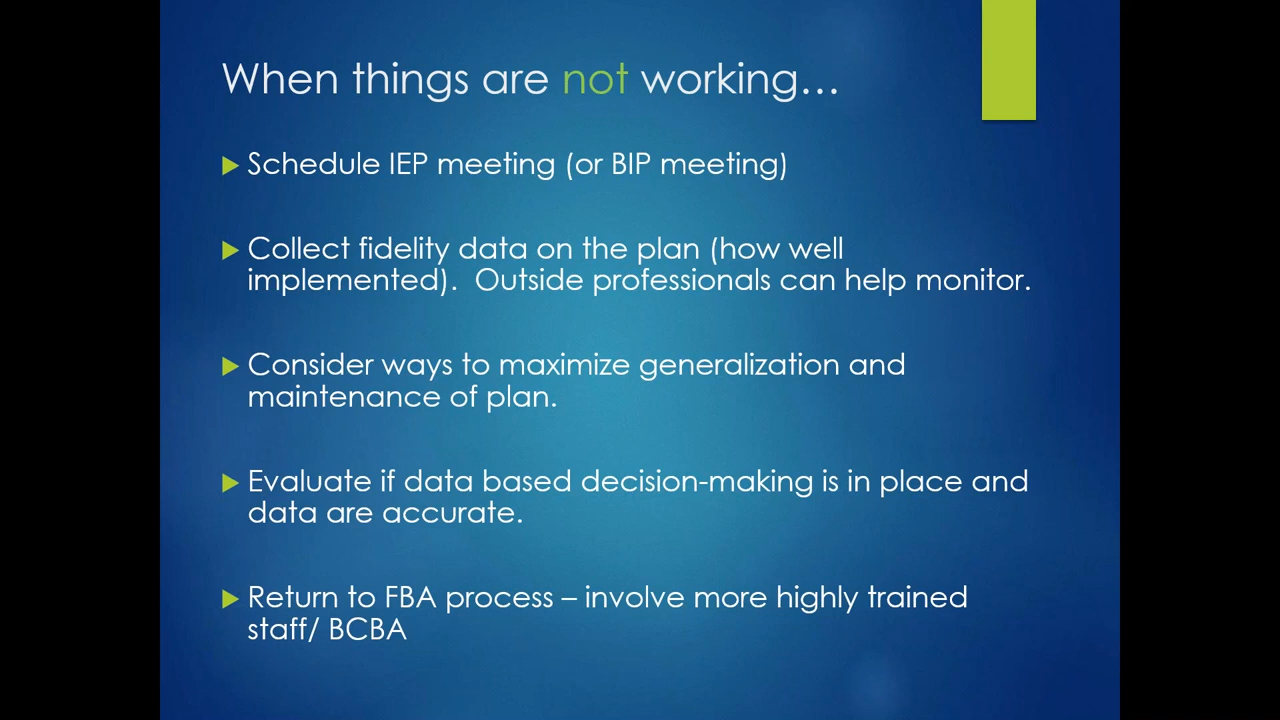 When things are not working…
Schedule IEP meeting (or BIP meeting)
Collect fidelity data on the plan (how well
implemented).  Outside professionals can help monitor.
Consider ways to maximize generalization and
maintenance of plan.
Evaluate if data based decision-making is in place and
data are accurate.
Return to FBA process – involve more highly trained
staff/ BCBA